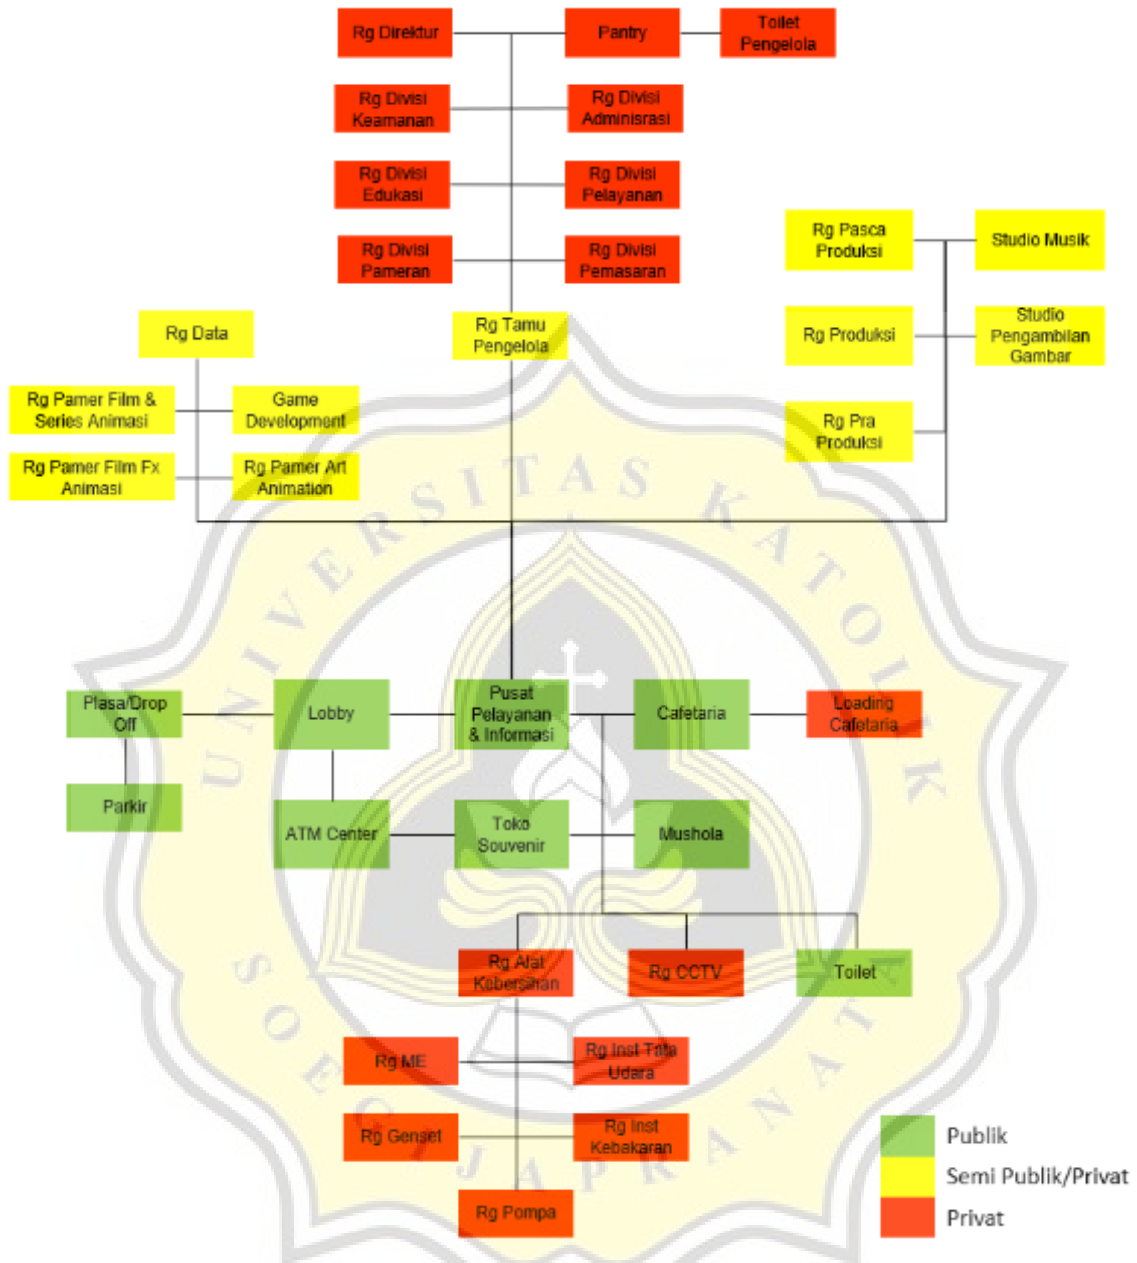 Rg Direktur
Pantry
Toilet
Pengelola
Rg Divisi
Keamanan
Rg Divisi
Adminisrasi
Rg Divisi
Edukasi
Rg Divisi
Pelayanan
Rg Divisi
Pameran
Rg Divisi
Pemasaran
Rg Pasca
Produksi
Studio Musik
Rg Data
Rg Tamu
Pengelola
Rg Produksi
Studio
Pengambilan
Gambar
Rg Pamer Film &
Series Animasi
Game
Development
Rg Pra
Produksi
Rg Pamer Film Fx
Animasi
Rg Pamer Art
Animation
UNIVERSITAS KATOLIK
Plasa/Drop
Off
Lobby
Pusat
Pelayanan
& Informasi
Cafetaria
Loading
Cafetaria
Parkir
ATM Center
Toko
Souvenir
Mushola
Rg Alat
Kebersihan
Rg CCTV
Toilet
Rg ME
Rg Inst Tata
Udara
Rg Genset
Rg Inst
Kebakaran
Rg Pompa
SOEGIJAPRANATA
Publik
Semi Publik/Privat
Privat